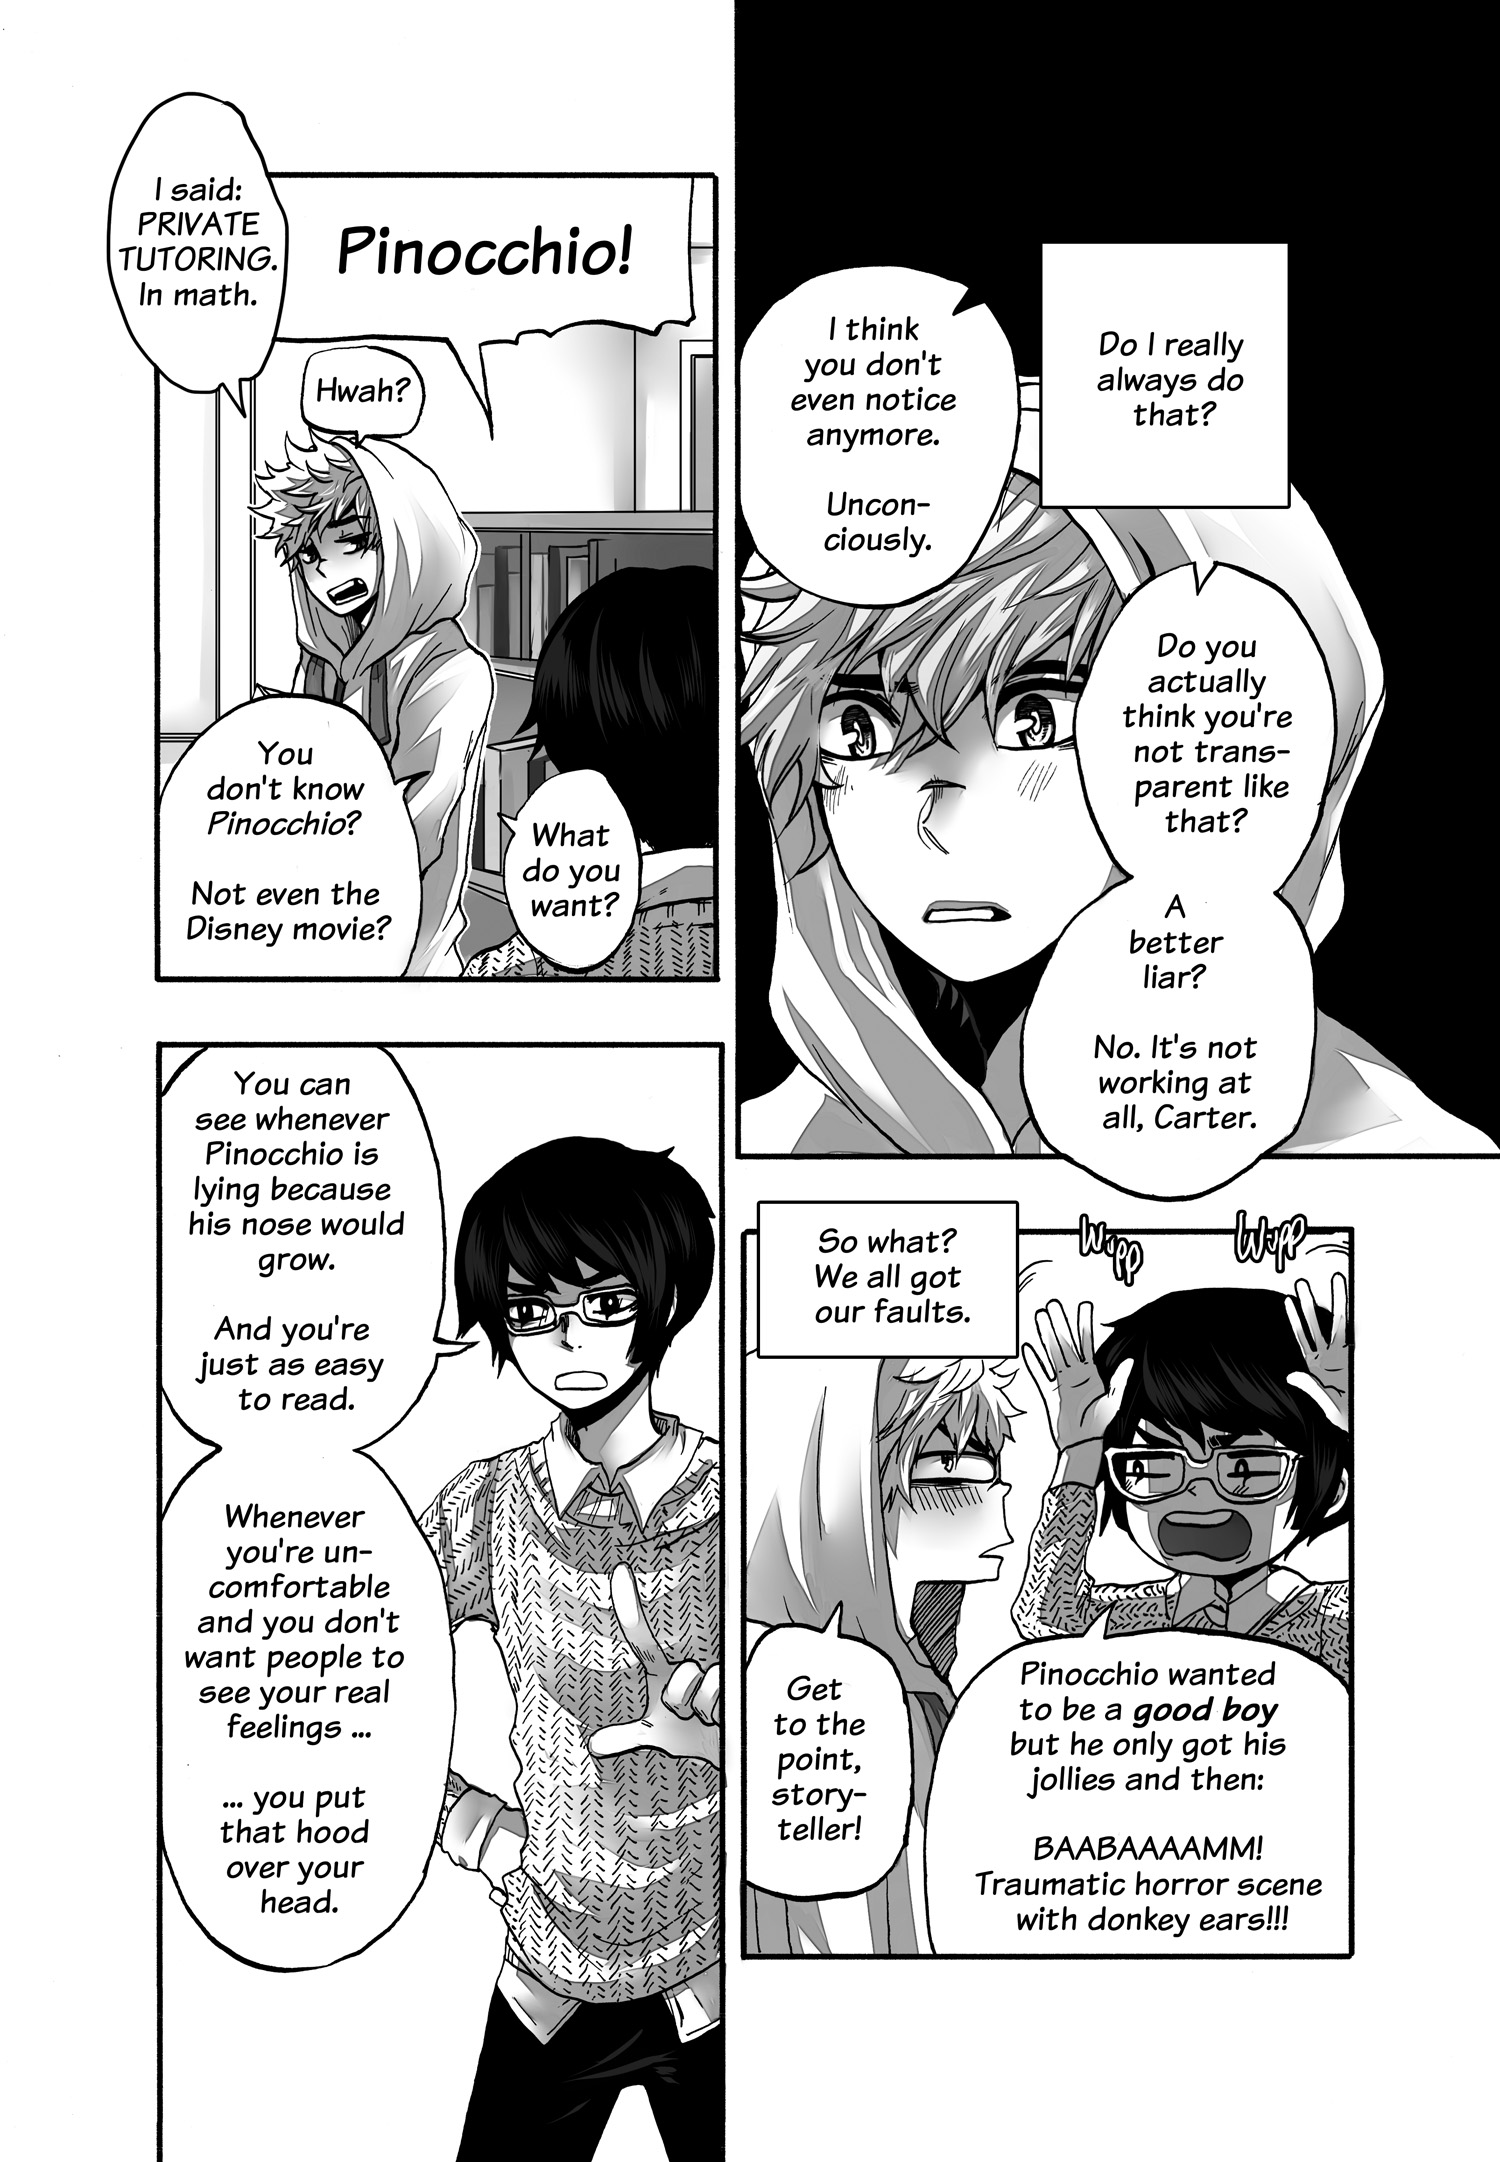 I said:
PRIVATE
TUTORING.
In math.
Pinocchio!
Hwah?
You
don't know
Pinocchio?
Not even the
Disney movie?
What
do you
want?
You can
see whenever
Pinocchio is
lying because
his nose would
grow.
And you're
just as easy
to read.
Whenever
you're un-
comfortable
and you don't
want people to
see your real
feelings ...
... you put
that hood
over your
head.
I think
you don't
even notice
anymore.
Uncon-
ciously.
Do I really
always do
that?
Do you
actually
think you're
not trans-
parent like
that?
A
better
liar?
No. It's not
working at
all, Carter.
So what?
We all got
our faults.
Wupp
Wupp
Get
to the
point,
story-
teller!
Pinocchio wanted
to be a good boy
but he only got his
jollies and then:
BAABAAAAMM!
Traumatic horror scene
with donkey ears!!!